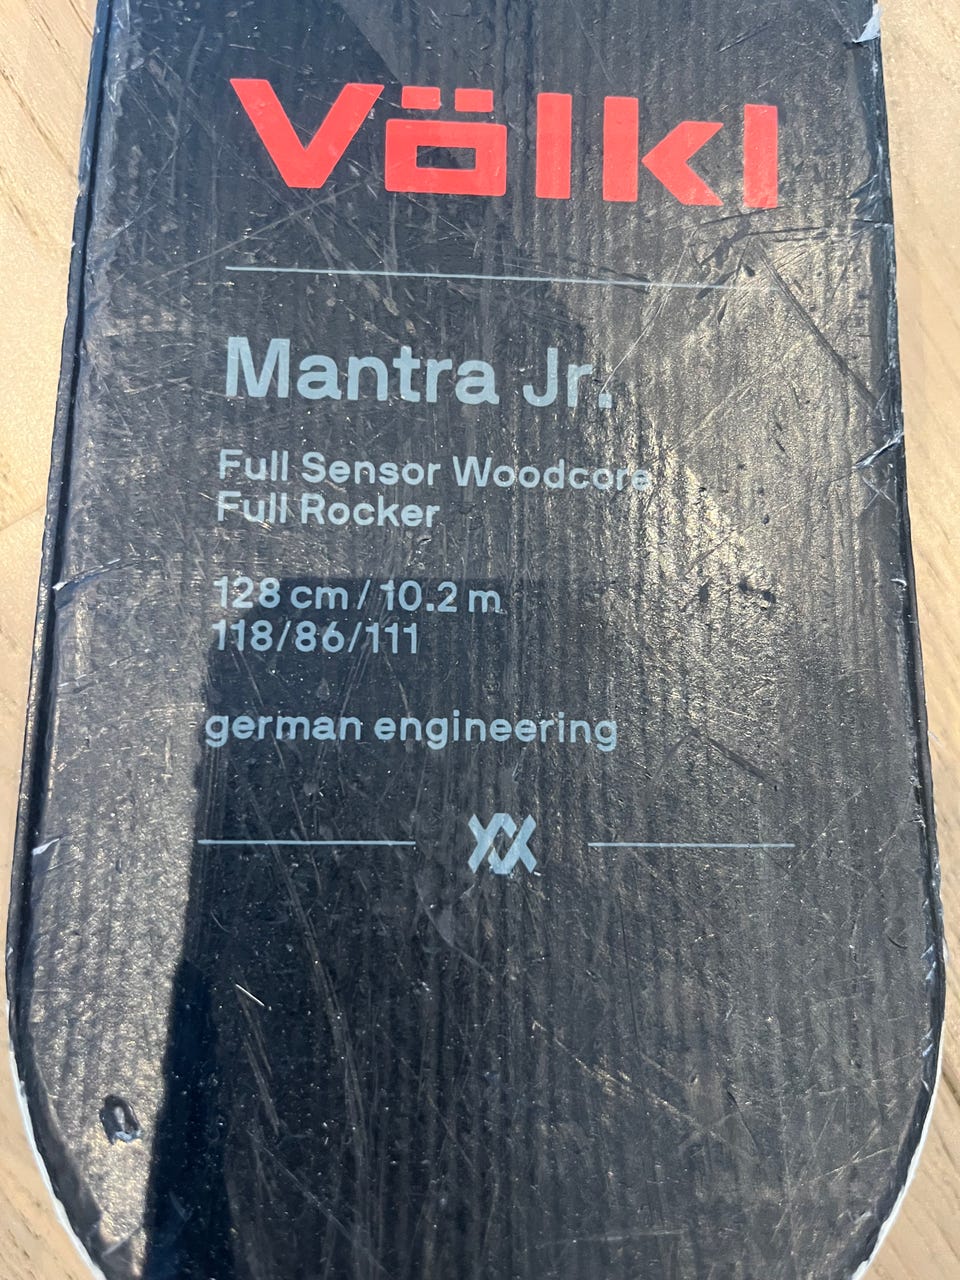 Völkl
Mantra Jr.
Full Sensor Woodcore
Full Rocker
128 cm / 10.2 m
118/86/111
german engineering